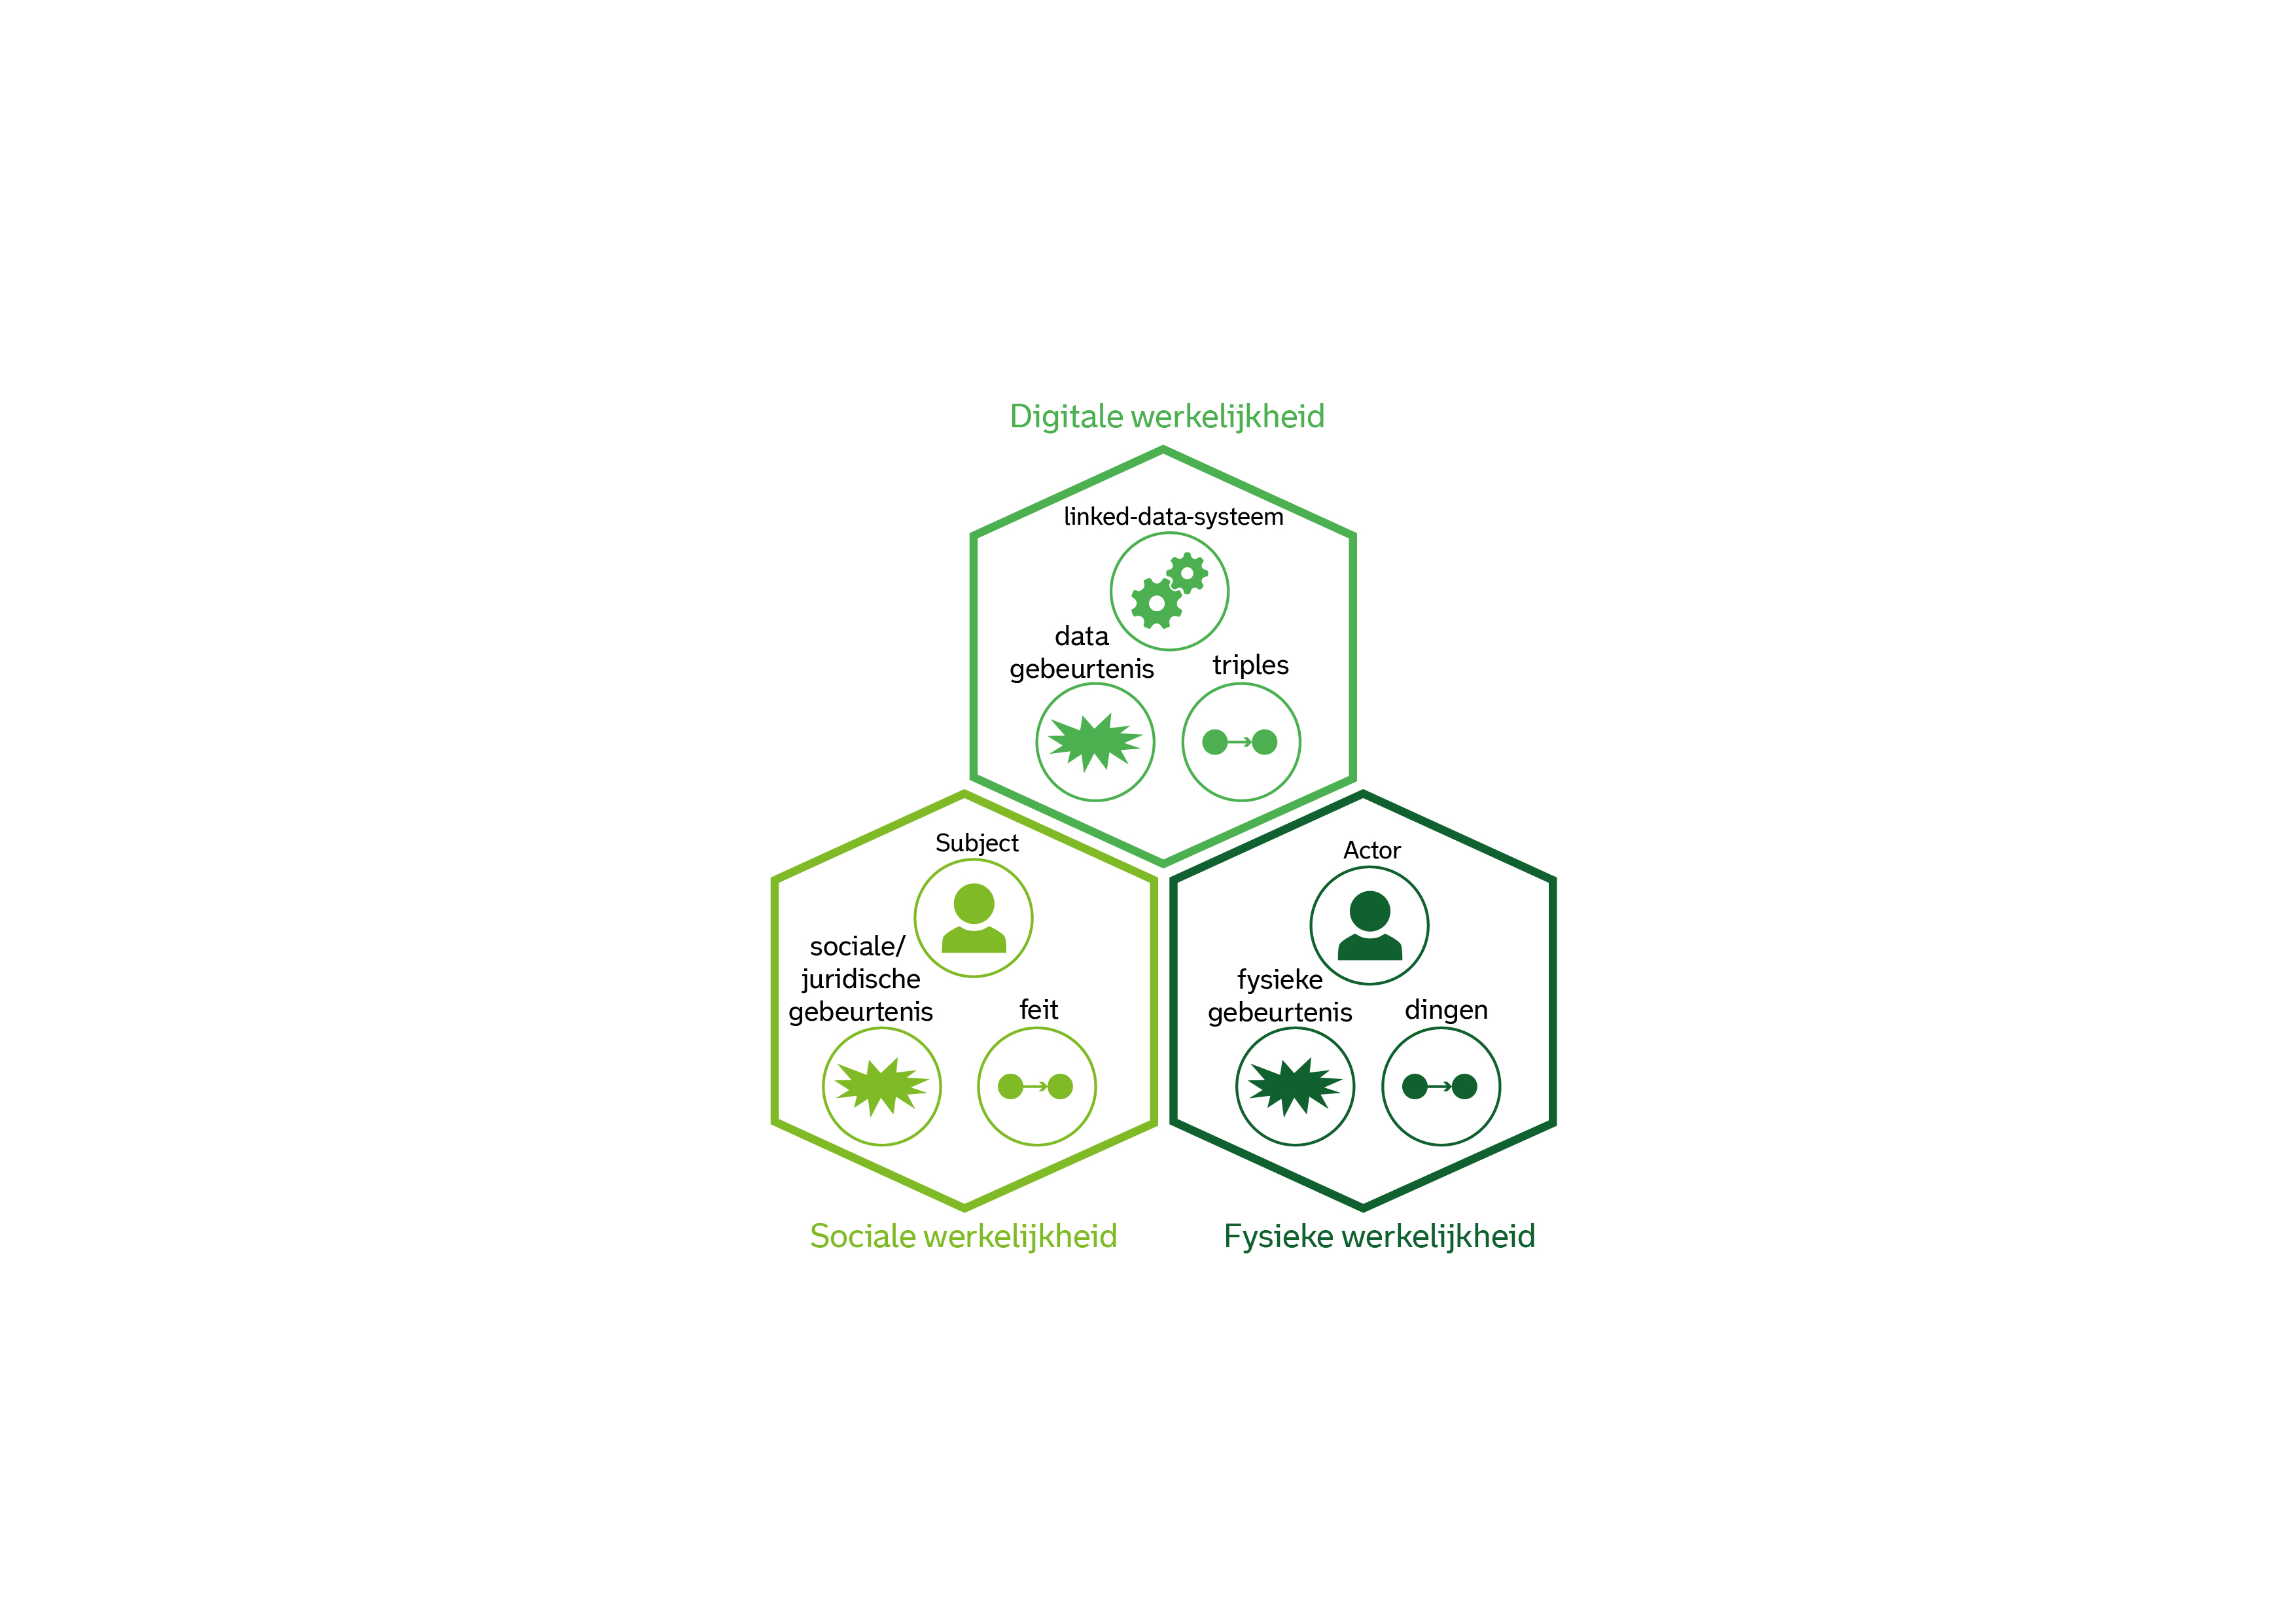 Digitale werkelijkheid
linked-data-systeem
data
gebeurtenis
triples
Subject
sociale/
juridische
gebeurtenis
feit
Actor
fysieke
gebeurtenis
dingen
Sociale werkelijkheid
Fysieke werkelijkheid